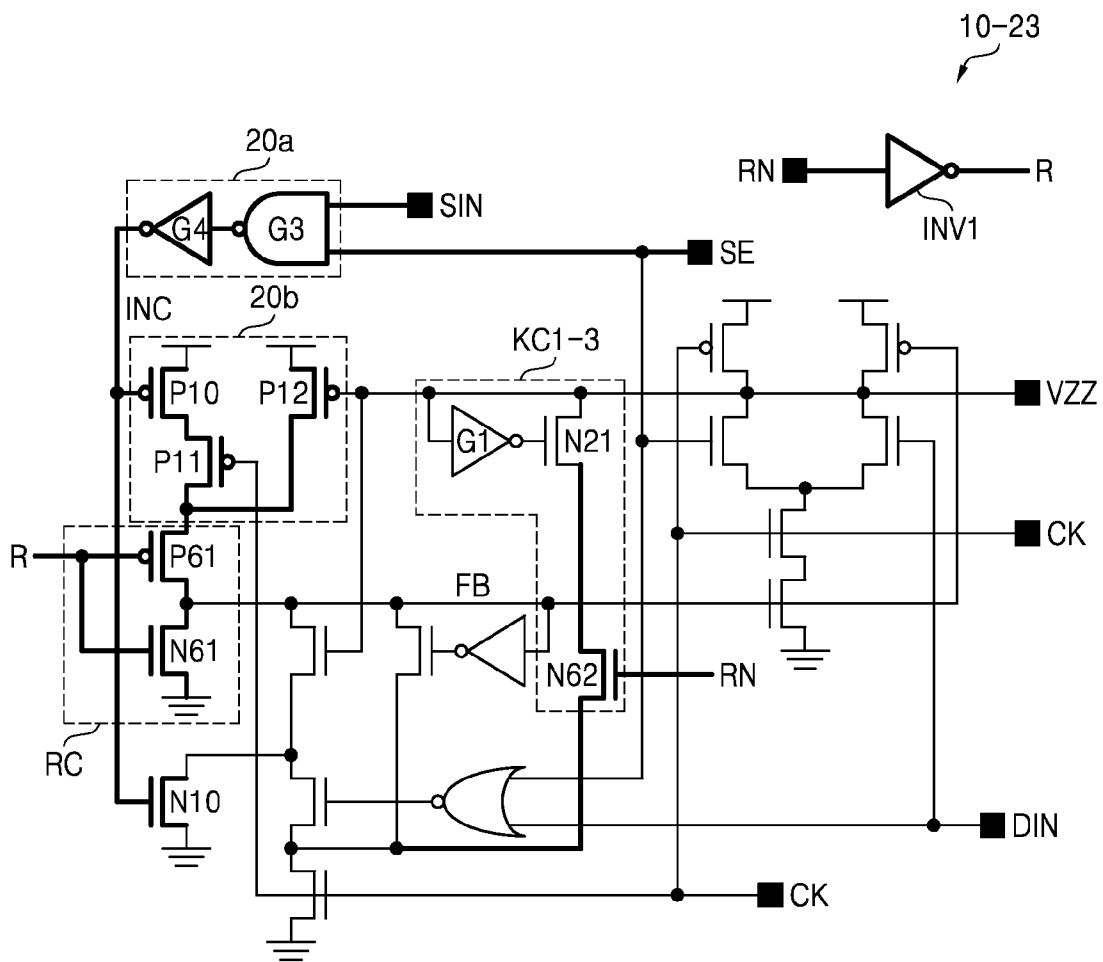 10-23
20a
RN
R
INV1
G4
G3
SIN
SE
INC
20b
KC1-3
P10
P12
VZZ
G1
N21
P11
CK
R
P61
FB
N61
N62
RN
RC
N10
DIN
CK